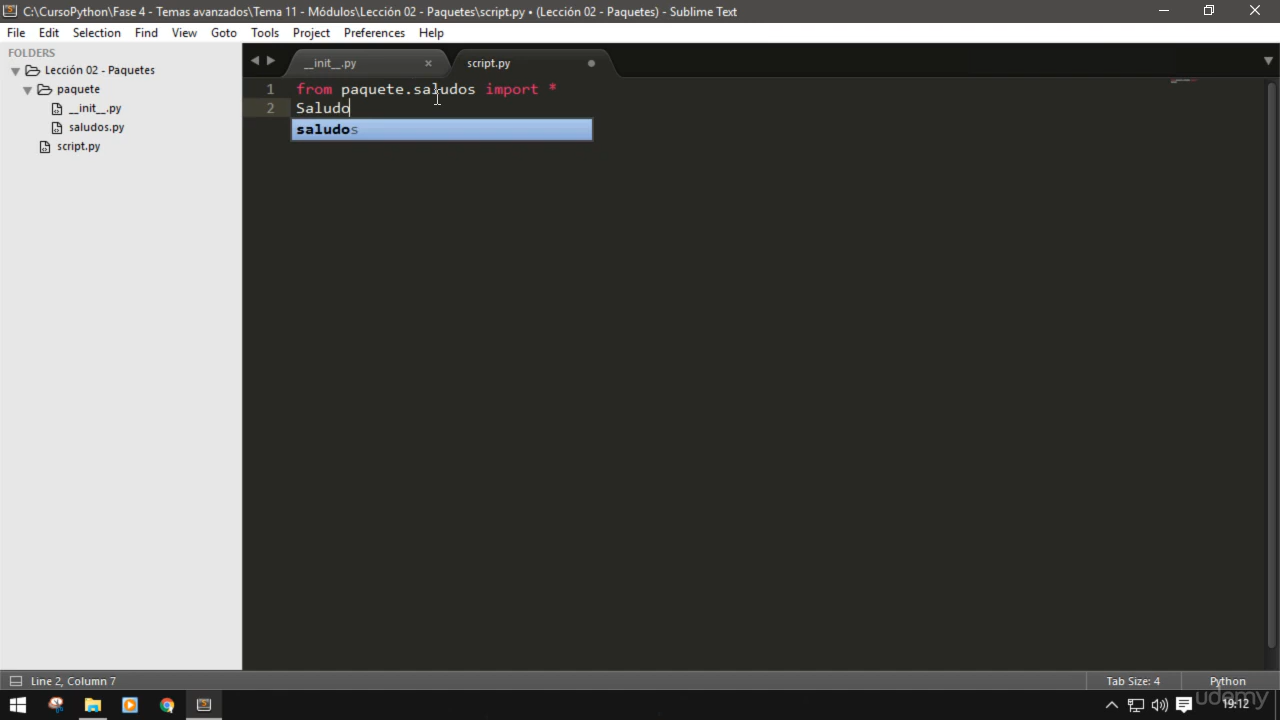 C:\CursoPython\Fase 4 - Temas avanzados\Tema 11 - Módulos\Lección 02 - Paquetes\script.py • (Lección 02 - Paquetes) - Sublime Text
File Edit Selection Find View Goto Tools Project Preferences Help
FOLDERS
Lección 02 - Paquetes
paquete
__init__.py
saludos.py
script.py
__init__.py × script.py
1 from paquete.saludos import *
2 Saludo
saludos
Line 2, Column 7 Tab Size: 4 Python
19:12
udemy